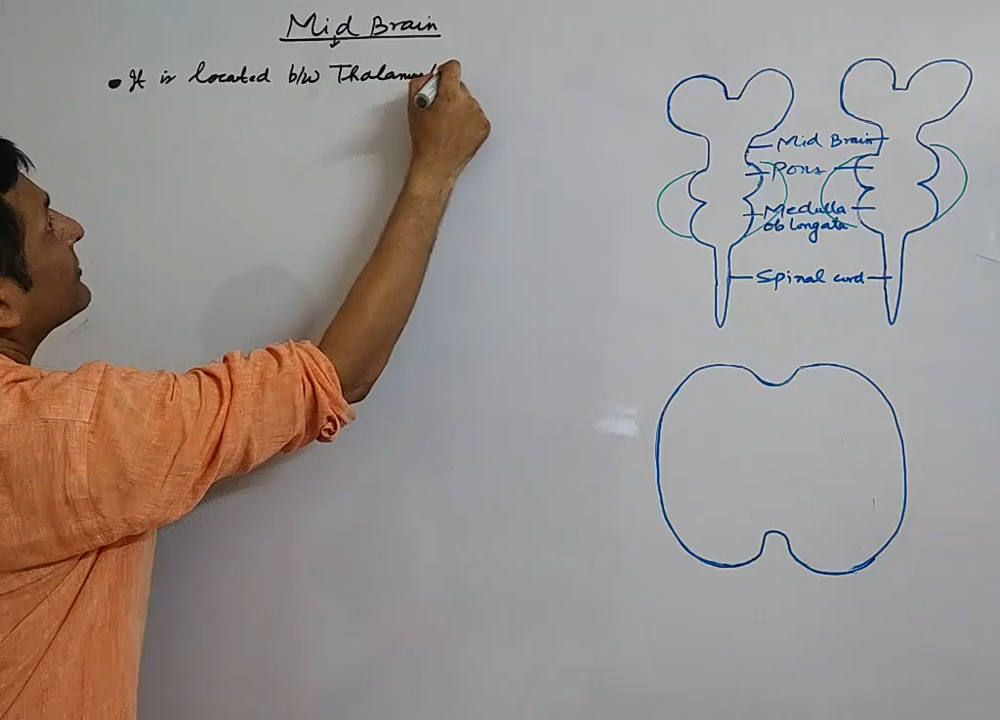 Mid Brain
• It is located b/w Thalamus
Mid Brain
Pons
Medulla
oblongata
Spinal cord